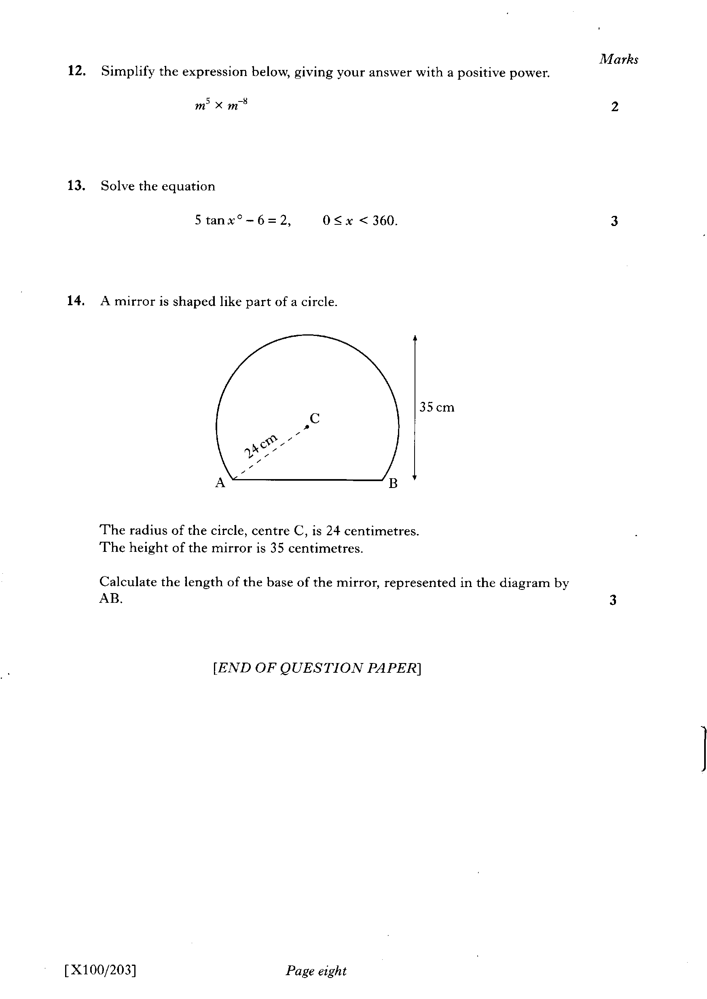 Marks
12. Simplify the expression below, giving your answer with a positive power.
m⁵ × m⁻⁸ 2
13. Solve the equation
5 tan x° – 6 = 2, 0 ≤ x < 360. 3
14. A mirror is shaped like part of a circle.
35 cm
C
24 cm
A B
The radius of the circle, centre C, is 24 centimetres.
The height of the mirror is 35 centimetres.
Calculate the length of the base of the mirror, represented in the diagram by
AB. 3
[END OF QUESTION PAPER]
[X100/203] Page eight